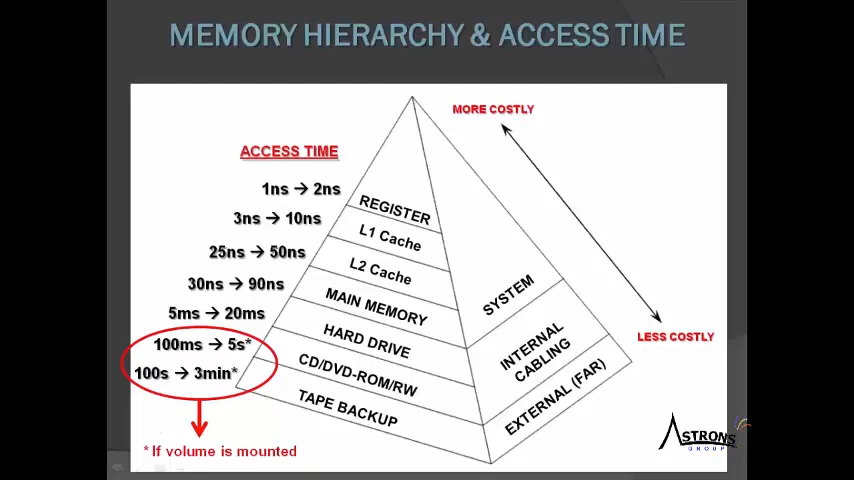 MEMORY HIERARCHY & ACCESS TIME
MORE COSTLY
ACCESS TIME
1ns → 2ns
3ns → 10ns
25ns → 50ns
30ns → 90ns
5ms → 20ms
100ms → 5s*
100s → 3min*
* If volume is mounted
REGISTER
L1 Cache
L2 Cache
MAIN MEMORY
HARD DRIVE
CD/DVD-ROM/RW
TAPE BACKUP
SYSTEM
INTERNAL
CABLING
EXTERNAL (FAR)
LESS COSTLY
ASTRONS
GROUP